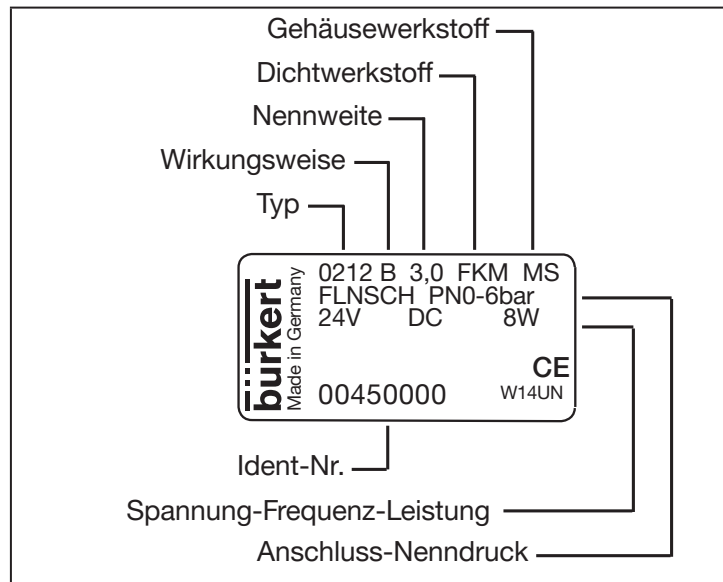 Gehäusewerkstoff
Dichtwerkstoff
Nennweite
Wirkungsweise
Typ
bürkert
Made in Germany
0212 B 3,0 FKM MS
FLNSCH PN0-6bar
24V DC 8W
CE
00450000 W14UN
Ident-Nr.
Spannung-Frequenz-Leistung
Anschluss-Nenndruck